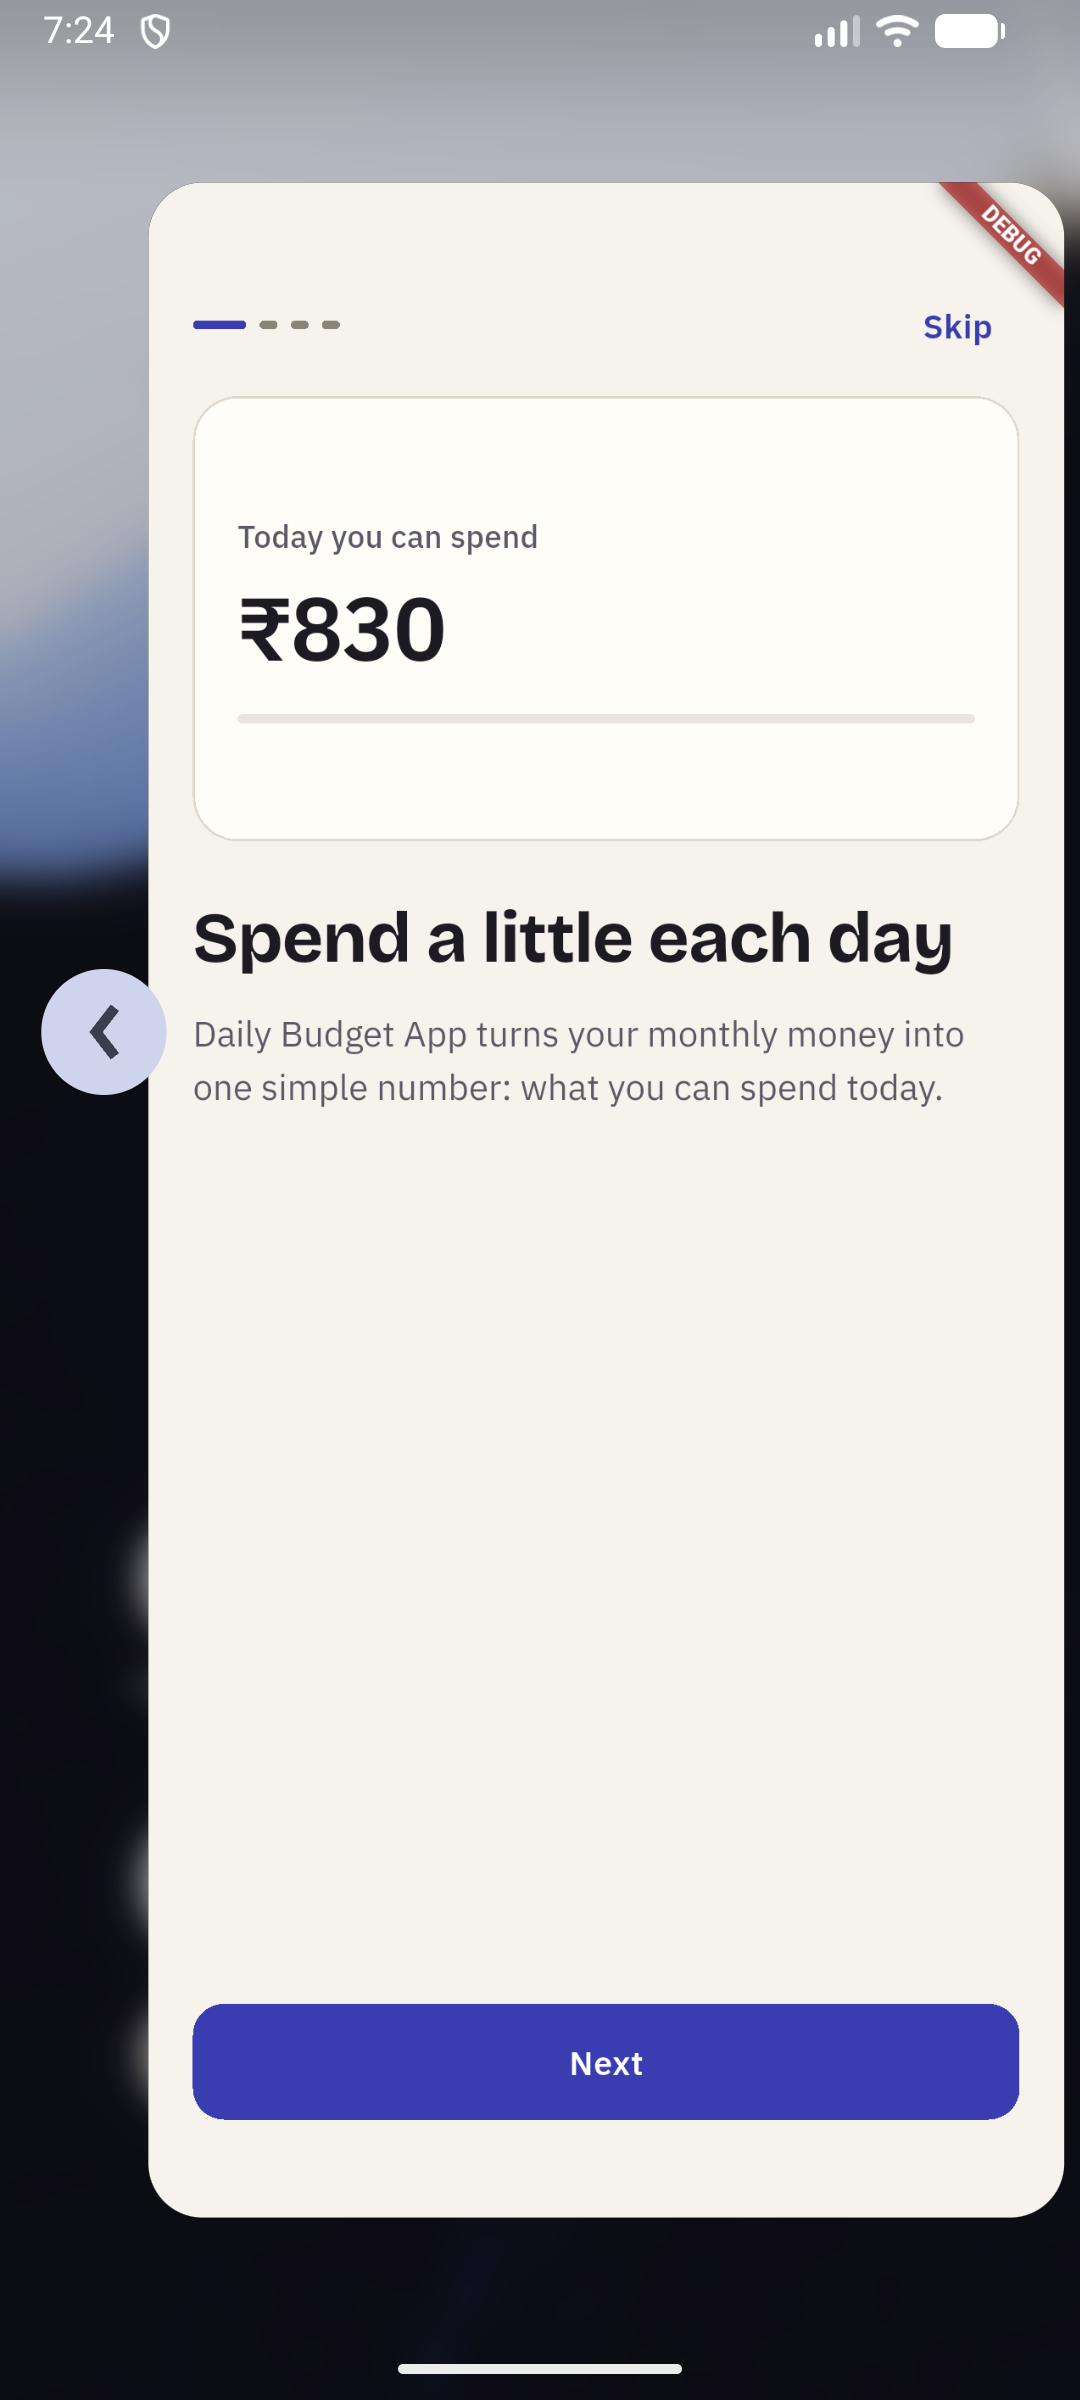 7:24
DEBUG
Skip
Today you can spend
₹830
Spend a little each day
Daily Budget App turns your monthly money into
one simple number: what you can spend today.
Next